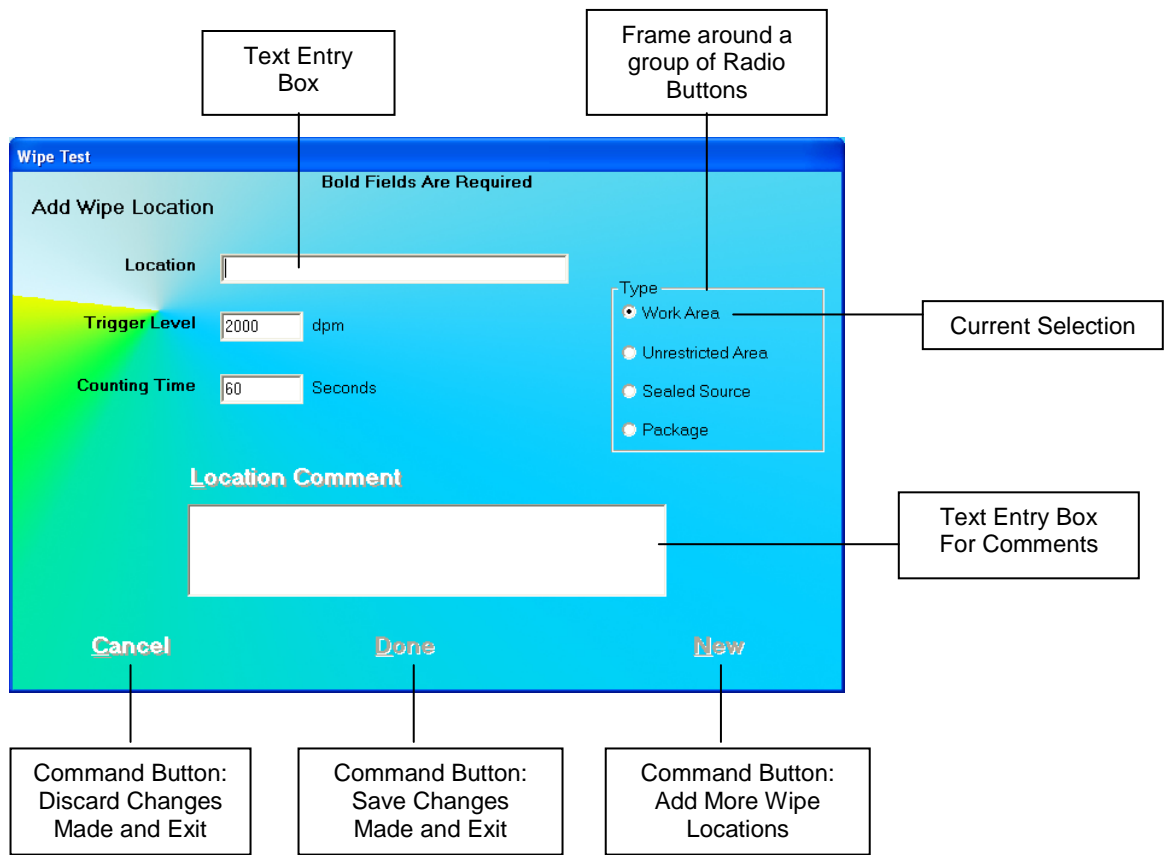 Text Entry
Box
Frame around a
group of Radio
Buttons
Wipe Test
Bold Fields Are Required
Add Wipe Location
Location
Trigger Level 2000 dpm
Counting Time 60 Seconds
Type
Work Area
Unrestricted Area
Sealed Source
Package
Current Selection
Location Comment
Text Entry Box
For Comments
Cancel Done New
Command Button:
Discard Changes
Made and Exit
Command Button:
Save Changes
Made and Exit
Command Button:
Add More Wipe
Locations